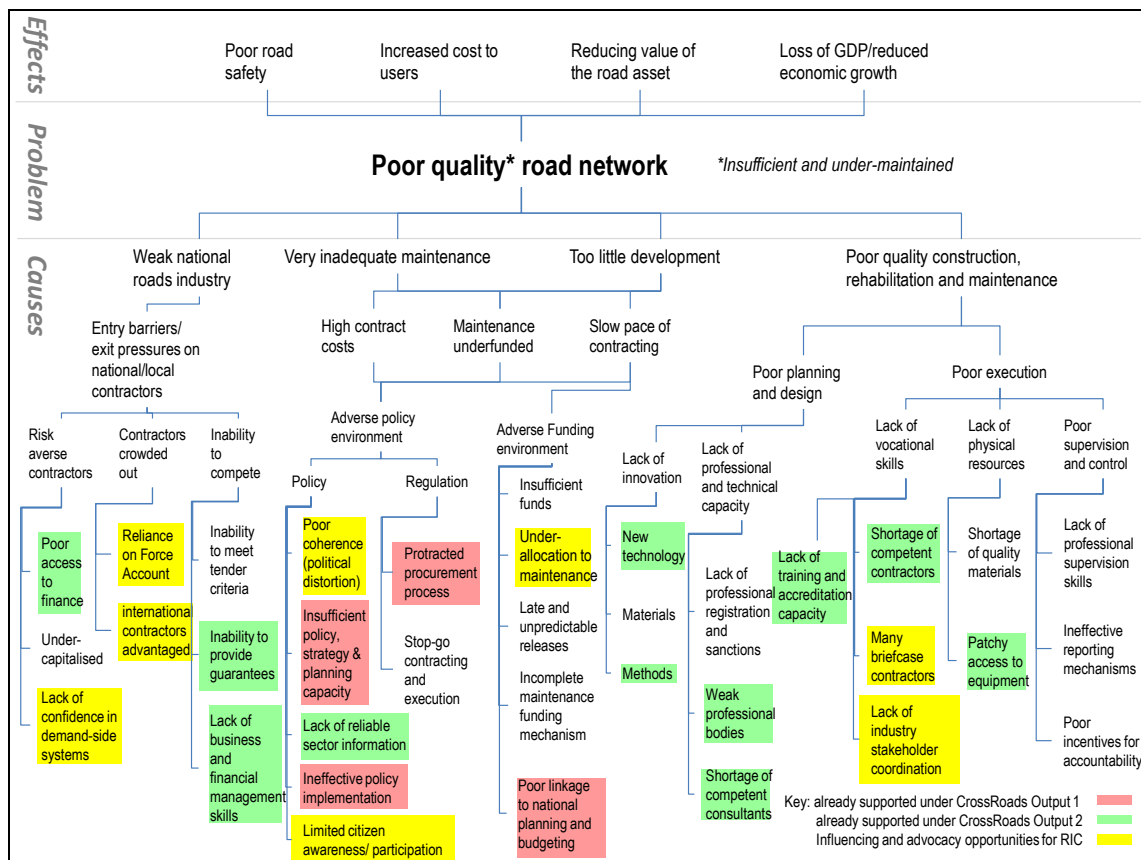 Effects
Poor road
safety
Increased cost to
users
Reducing value of
the road asset
Loss of GDP/reduced
economic growth
Problem
Poor quality* road network
*Insufficient and under-maintained
Causes
Weak national
roads industry
Very inadequate maintenance
Too little development
Poor quality construction,
rehabilitation and maintenance
Entry barriers/
exit pressures on
national/local
contractors
High contract
costs
Maintenance
underfunded
Slow pace of
contracting
Poor planning
and design
Poor execution
Risk
averse
contractors
Contractors
crowded
out
Inability
to
compete
Adverse policy
environment
Adverse Funding
environment
Lack of
innovation
Lack of
professional
and technical
capacity
Lack of
vocational
skills
Lack of
physical
resources
Poor
supervision
and control
Policy
Regulation
Poor
access
to
finance
Under-
capitalised
Lack of
confidence in
demand-side
systems
Reliance
on Force
Account
international
contractors
advantaged
Inability
to meet
tender
criteria
Inability to
provide
guarantees
Lack of
business
and
financial
management
skills
Poor
coherence
(political
distortion)
Insufficient
policy,
strategy &
planning
capacity
Lack of reliable
sector information
Ineffective policy
implementation
Limited citizen
awareness/ participation
Protracted
procurement
process
Stop-go
contracting
and
execution
Insufficient
funds
Under-
allocation to
maintenance
Late and
unpredictable
releases
Incomplete
maintenance
funding
mechanism
Poor linkage
to national
planning and
budgeting
New
technology
Materials
Methods
Lack of
professional
registration
and
sanctions
Weak
professional
bodies
Shortage of
competent
consultants
Lack of
training and
accreditation
capacity
Shortage of
competent
contractors
Many
briefcase
contractors
Lack of
industry
stakeholder
coordination
Shortage
of quality
materials
Patchy
access to
equipment
Lack of
professional
supervision
skills
Ineffective
reporting
mechanisms
Poor
incentives for
accountability
Key: already supported under CrossRoads Output 1
already supported under CrossRoads Output 2
Influencing and advocacy opportunities for RIC